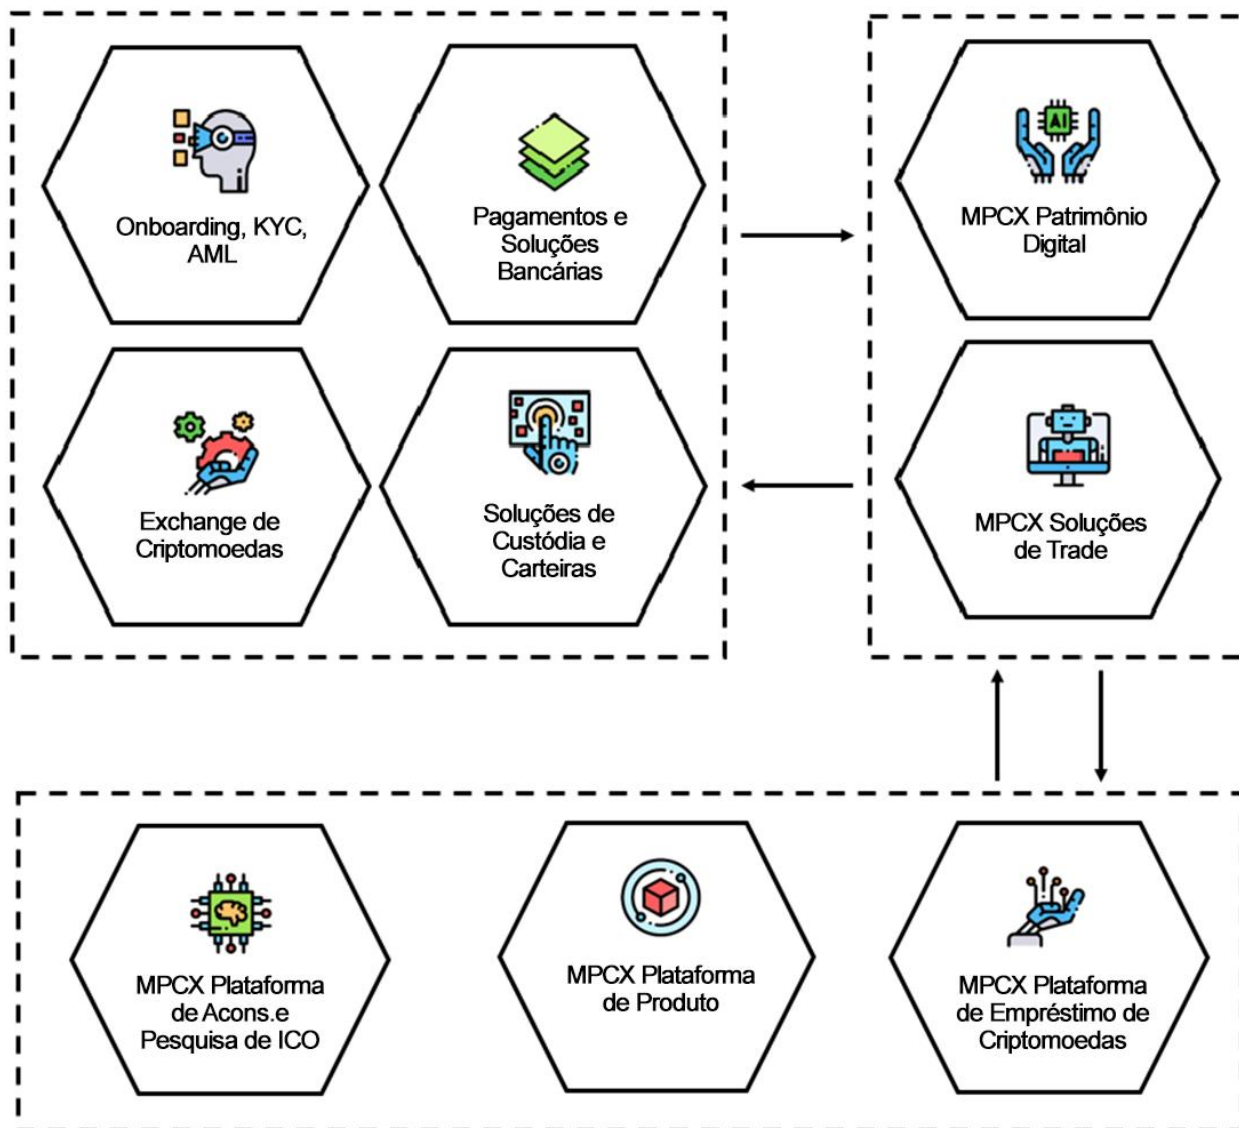 Onboarding, KYC,
AML
Pagamentos e
Soluções
Bancárias
AI
MPCX Patrimônio
Digital
Exchange de
Criptomoedas
Soluções de
Custódia e
Carteiras
MPCX Soluções
de Trade
MPCX Plataforma
de Acons.e
Pesquisa de ICO
MPCX Plataforma
de Produto
MPCX Plataforma
de Empréstimo de
Criptomoedas